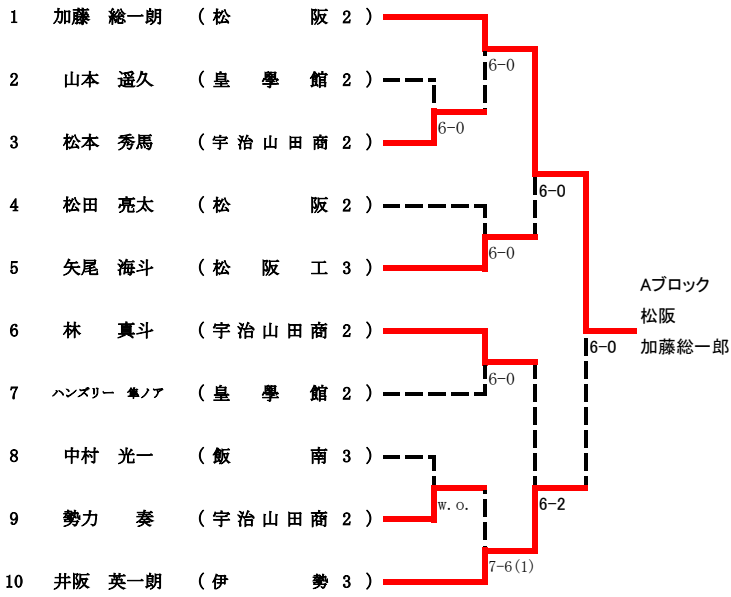 1 加藤 総一朗 (松 阪 2)
6-0
2 山本 遥久 (皇 學 館 2)
6-0
3 松本 秀馬 (宇治山田商 2)
6-0
4 松田 亮太 (松 阪 2)
6-0
5 矢尾 海斗 (松 阪 工 3)
Aブロック
松阪
加藤総一郎
6 林 真斗 (宇治山田商 2)
6-0
6-0
7 ハンズリー 隼ノア (皇 學 館 2)
8 中村 光一 (飯 南 3)
w.o.
6-2
9 勢力 奏 (宇治山田商 2)
7-6(1)
10 井阪 英一朗 (伊 勢 3)